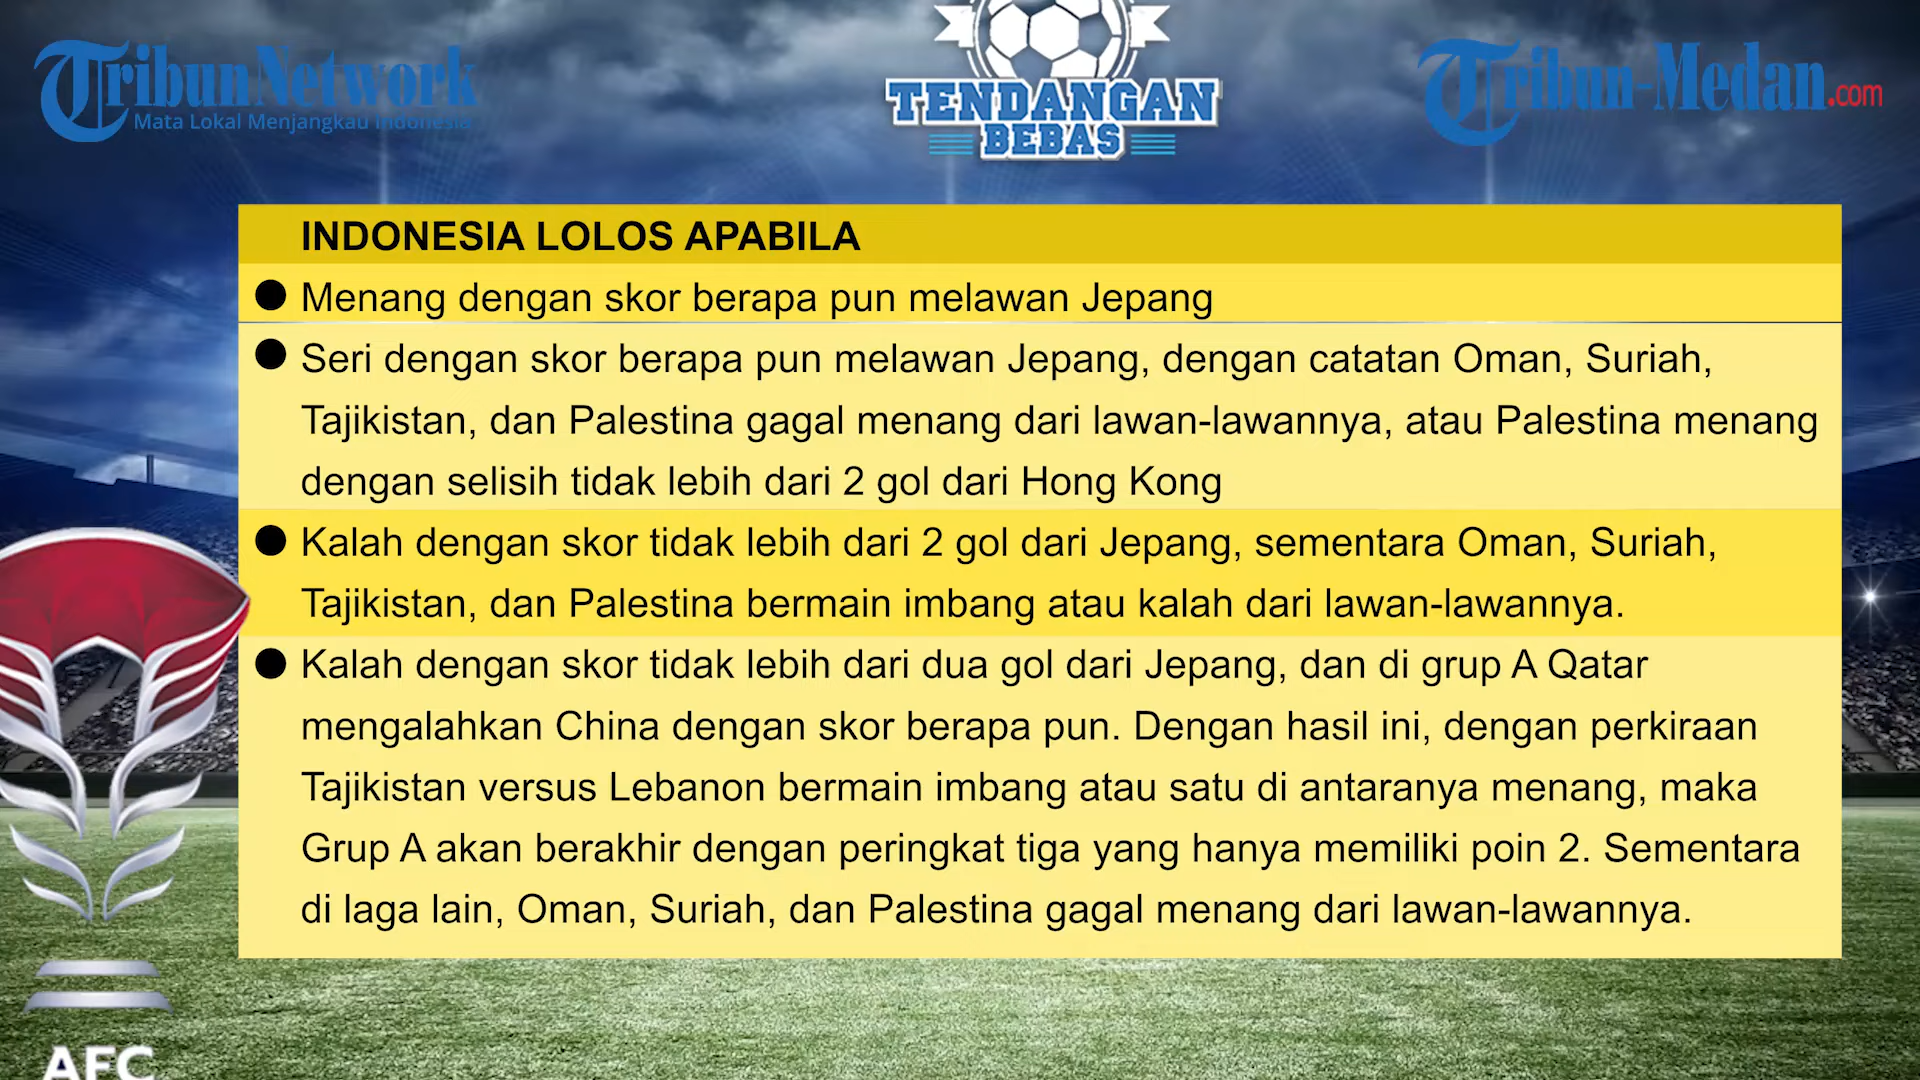 TribunNetwork
Mata Lokal Menjangkau Indonesia
TENDANGAN
BEBAS
Tribun-Medan.com
INDONESIA LOLOS APABILA
● Menang dengan skor berapa pun melawan Jepang
● Seri dengan skor berapa pun melawan Jepang, dengan catatan Oman, Suriah,
Tajikistan, dan Palestina gagal menang dari lawan-lawannya, atau Palestina menang
dengan selisih tidak lebih dari 2 gol dari Hong Kong
● Kalah dengan skor tidak lebih dari 2 gol dari Jepang, sementara Oman, Suriah,
Tajikistan, dan Palestina bermain imbang atau kalah dari lawan-lawannya.
● Kalah dengan skor tidak lebih dari dua gol dari Jepang, dan di grup A Qatar
mengalahkan China dengan skor berapa pun. Dengan hasil ini, dengan perkiraan
Tajikistan versus Lebanon bermain imbang atau satu di antaranya menang, maka
Grup A akan berakhir dengan peringkat tiga yang hanya memiliki poin 2. Sementara
di laga lain, Oman, Suriah, dan Palestina gagal menang dari lawan-lawannya.
AFC